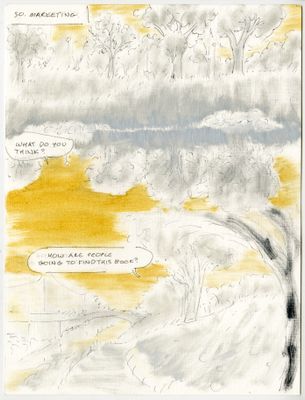 SO. MARKETING
WHAT DO YOU
THINK?
HOW ARE PEOPLE
GOING TO FIND THIS BOOK?